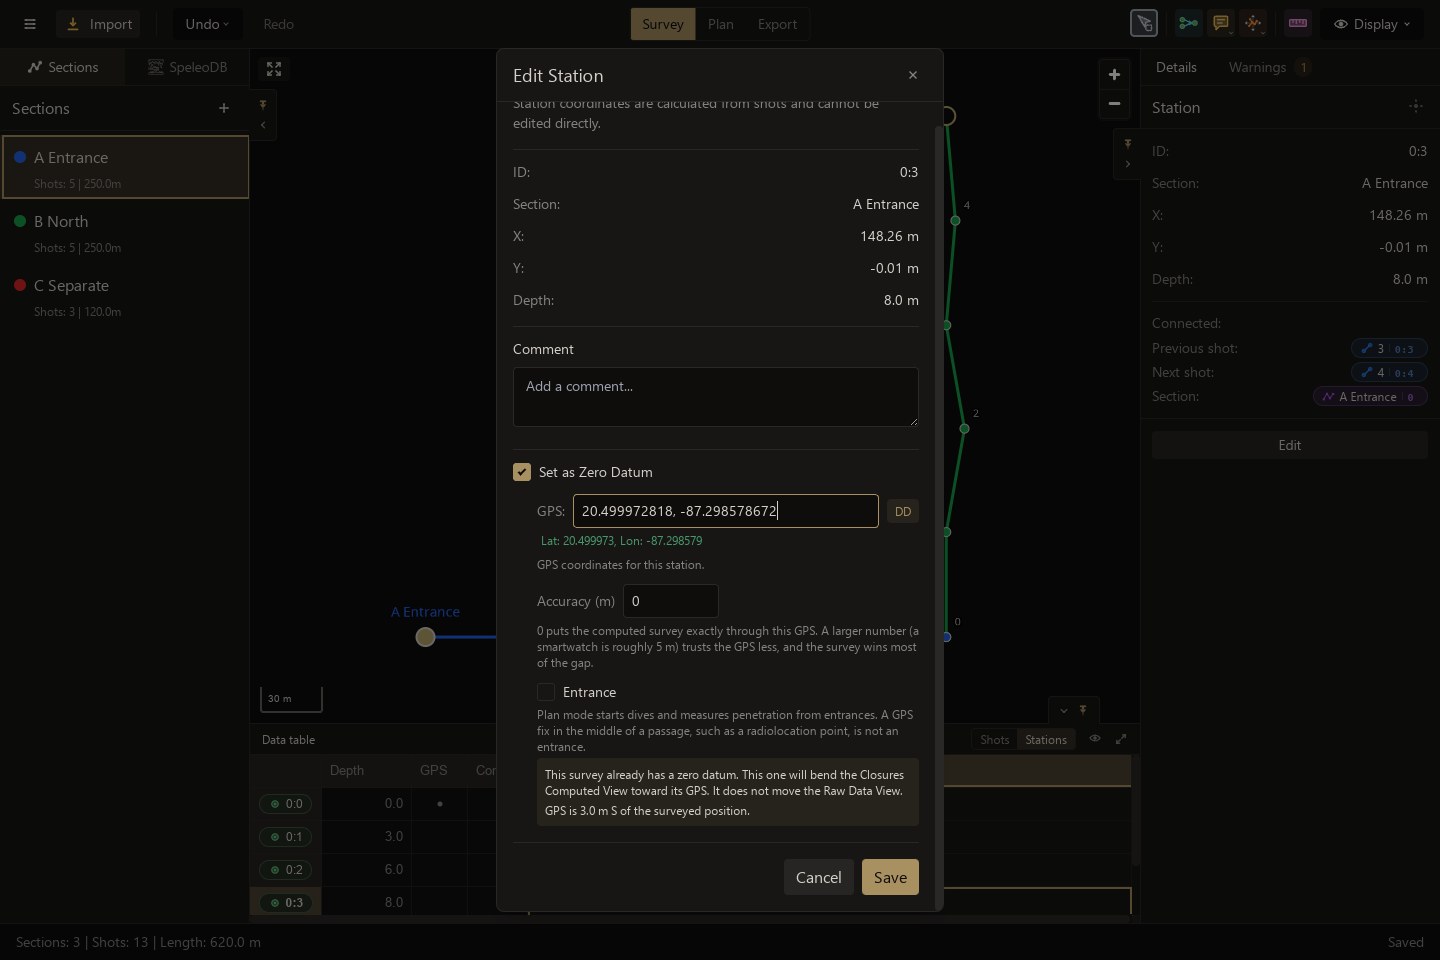 Import
Undo
Redo
Survey
Plan
Export
Display
Sections
SpeleoDB
Sections
A Entrance
Shots: 5 | 250.0m
B North
Shots: 5 | 250.0m
C Separate
Shots: 3 | 120.0m
A Entrance
30 m
4
2
0
Edit Station
Station coordinates are calculated from shots and cannot be
edited directly.
ID: 0:3
Section: A Entrance
X: 148.26 m
Y: -0.01 m
Depth: 8.0 m
Comment
Add a comment...
Set as Zero Datum
GPS: 20.499972818, -87.298578672 DD
Lat: 20.499973, Lon: -87.298579
GPS coordinates for this station.
Accuracy (m) 0
0 puts the computed survey exactly through this GPS. A larger number (a
smartwatch is roughly 5 m) trusts the GPS less, and the survey wins most
of the gap.
Entrance
Plan mode starts dives and measures penetration from entrances. A GPS
fix in the middle of a passage, such as a radiolocation point, is not an
entrance.
This survey already has a zero datum. This one will bend the Closures
Computed View toward its GPS. It does not move the Raw Data View.
GPS is 3.0 m S of the surveyed position.
Cancel
Save
Details
Warnings 1
Station
ID: 0:3
Section: A Entrance
X: 148.26 m
Y: -0.01 m
Depth: 8.0 m
Connected:
Previous shot: 3 | 0:3
Next shot: 4 | 0:4
Section: A Entrance | 0
Edit
Data table
Shots
Stations
Depth GPS Cor
0:0 0.0
0:1 3.0
0:2 6.0
0:3 8.0
Sections: 3 | Shots: 13 | Length: 620.0 m
Saved